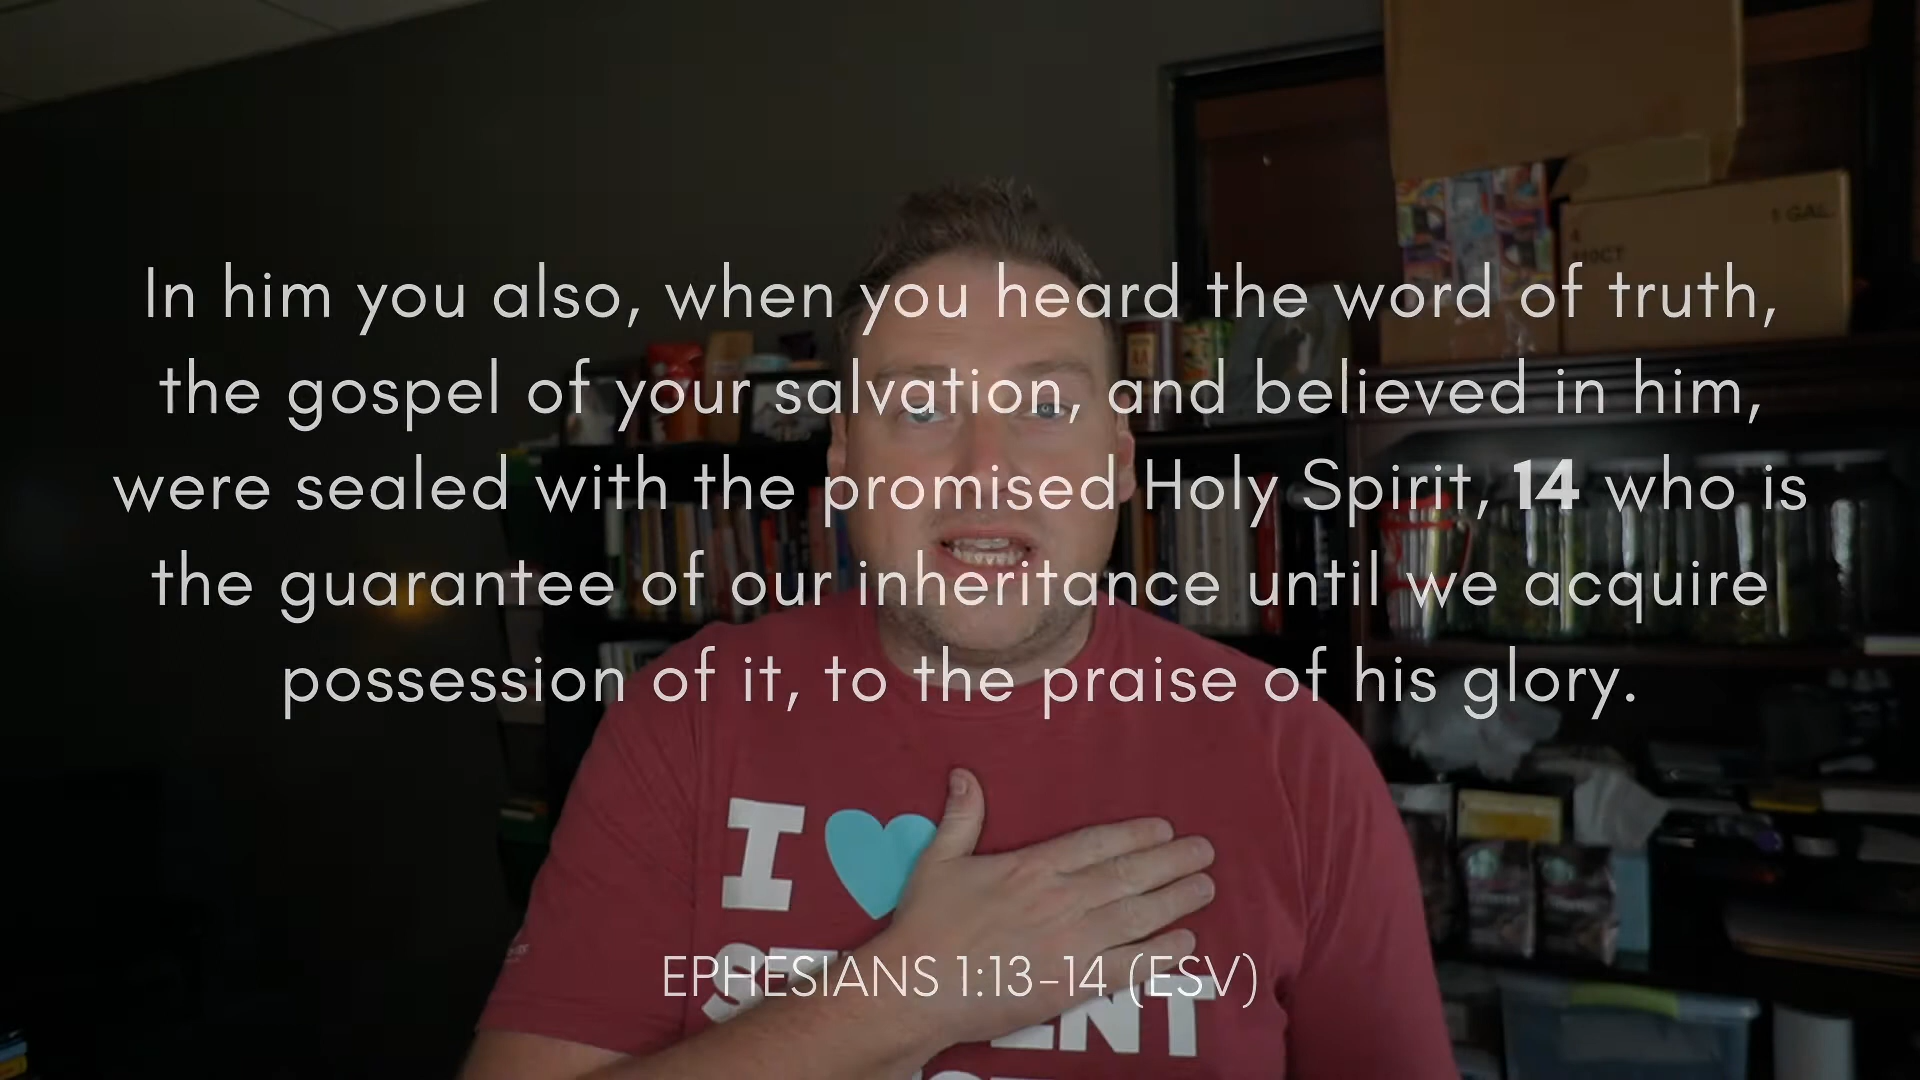 In him you also, when you heard the word of truth,
the gospel of your salvation, and believed in him,
were sealed with the promised Holy Spirit, 14 who is
the guarantee of our inheritance until we acquire
possession of it, to the praise of his glory.
EPHESIANS 1:13-14 (ESV)
I
1 GAL